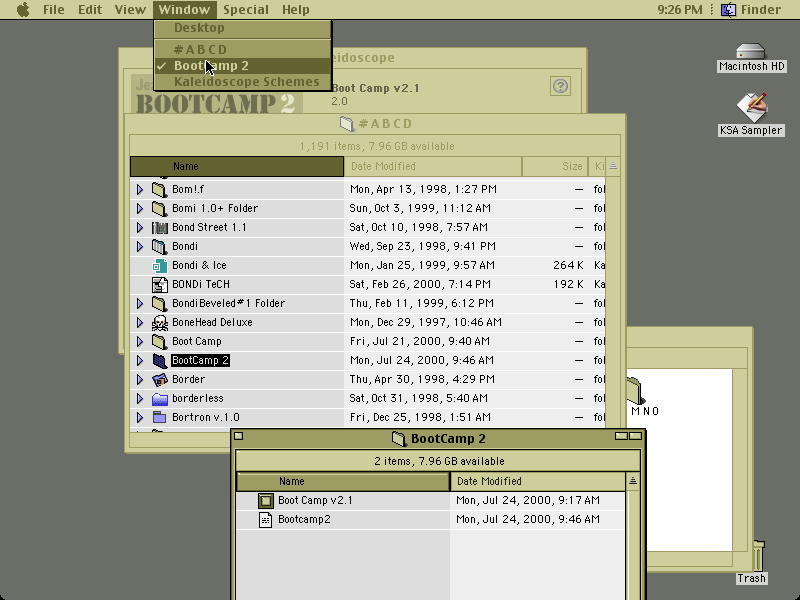 File Edit View Window Special Help 9:26 PM Finder
Desktop
#ABCD
✓ Bootcamp 2
Kaleidoscope Schemes
eidoscope
Macintosh HD
KSA Sampler
BOOTCAMP 2
Boot Camp v2.1
2.0
#ABCD
1,191 items, 7.96 GB available
Name Date Modified Size Ki
Bom!.f Mon, Apr 13, 1998, 1:27 PM — fol
Bomi 1.0+ Folder Sun, Oct 3, 1999, 11:12 AM — fol
Bond Street 1.1 Sat, Oct 10, 1998, 7:57 AM — fol
Bondi Wed, Sep 23, 1998, 9:41 PM — fol
Bondi & Ice Mon, Jan 25, 1999, 9:57 AM 264 K Ka
BONDi TeCH Sat, Feb 26, 2000, 7:14 PM 192 K Ka
BondiBeveled#1 Folder Thu, Feb 11, 1999, 6:12 PM — fol
BoneHead Deluxe Mon, Dec 29, 1997, 10:46 AM — fol
Boot Camp Fri, Jul 21, 2000, 9:40 AM — fol
BootCamp 2 Mon, Jul 24, 2000, 9:46 AM — fol
Border Thu, Apr 30, 1998, 4:29 PM — fol
borderless Sat, Oct 31, 1998, 5:40 AM — fol
Bortron v.1.0 Fri, Dec 25, 1998, 1:51 AM — fol
M N O
BootCamp 2
2 items, 7.96 GB available
Name Date Modified
Boot Camp v2.1 Mon, Jul 24, 2000, 9:17 AM
Bootcamp2 Mon, Jul 24, 2000, 9:46 AM
Trash